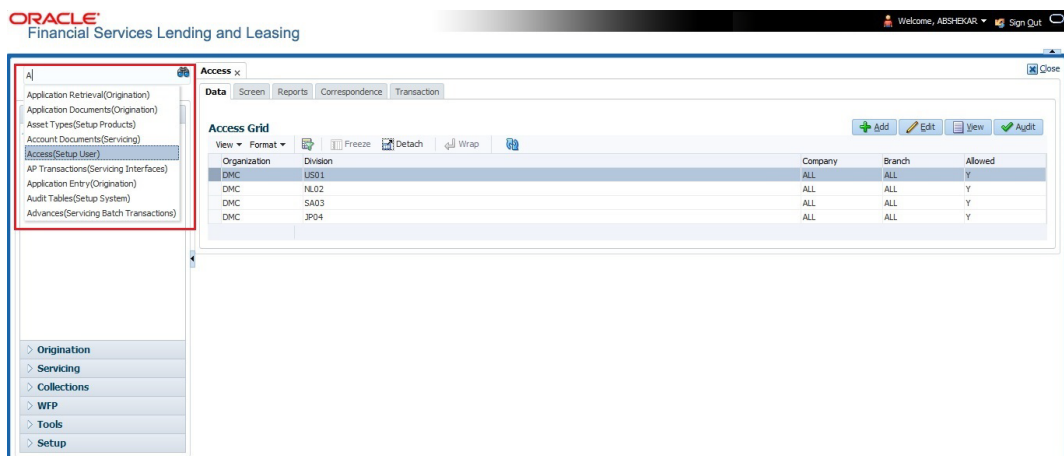 ORACLE®
Financial Services Lending and Leasing
Welcome, ABSHEKAR Sign Out
A
Application Retrieval(Origination)
Application Documents(Origination)
Asset Types(Setup Products)
Account Documents(Servicing)
Access(Setup User)
AP Transactions(Servicing Interfaces)
Application Entry(Origination)
Audit Tables(Setup System)
Advances(Servicing Batch Transactions)
Origination
Servicing
Collections
WFP
Tools
Setup
Access x
Close
Data Screen Reports Correspondence Transaction
Access Grid
Add Edit View Audit
View Format Freeze Detach Wrap
Organization Division Company Branch Allowed
DMC US01 ALL ALL Y
DMC NL02 ALL ALL Y
DMC SA03 ALL ALL Y
DMC JP04 ALL ALL Y